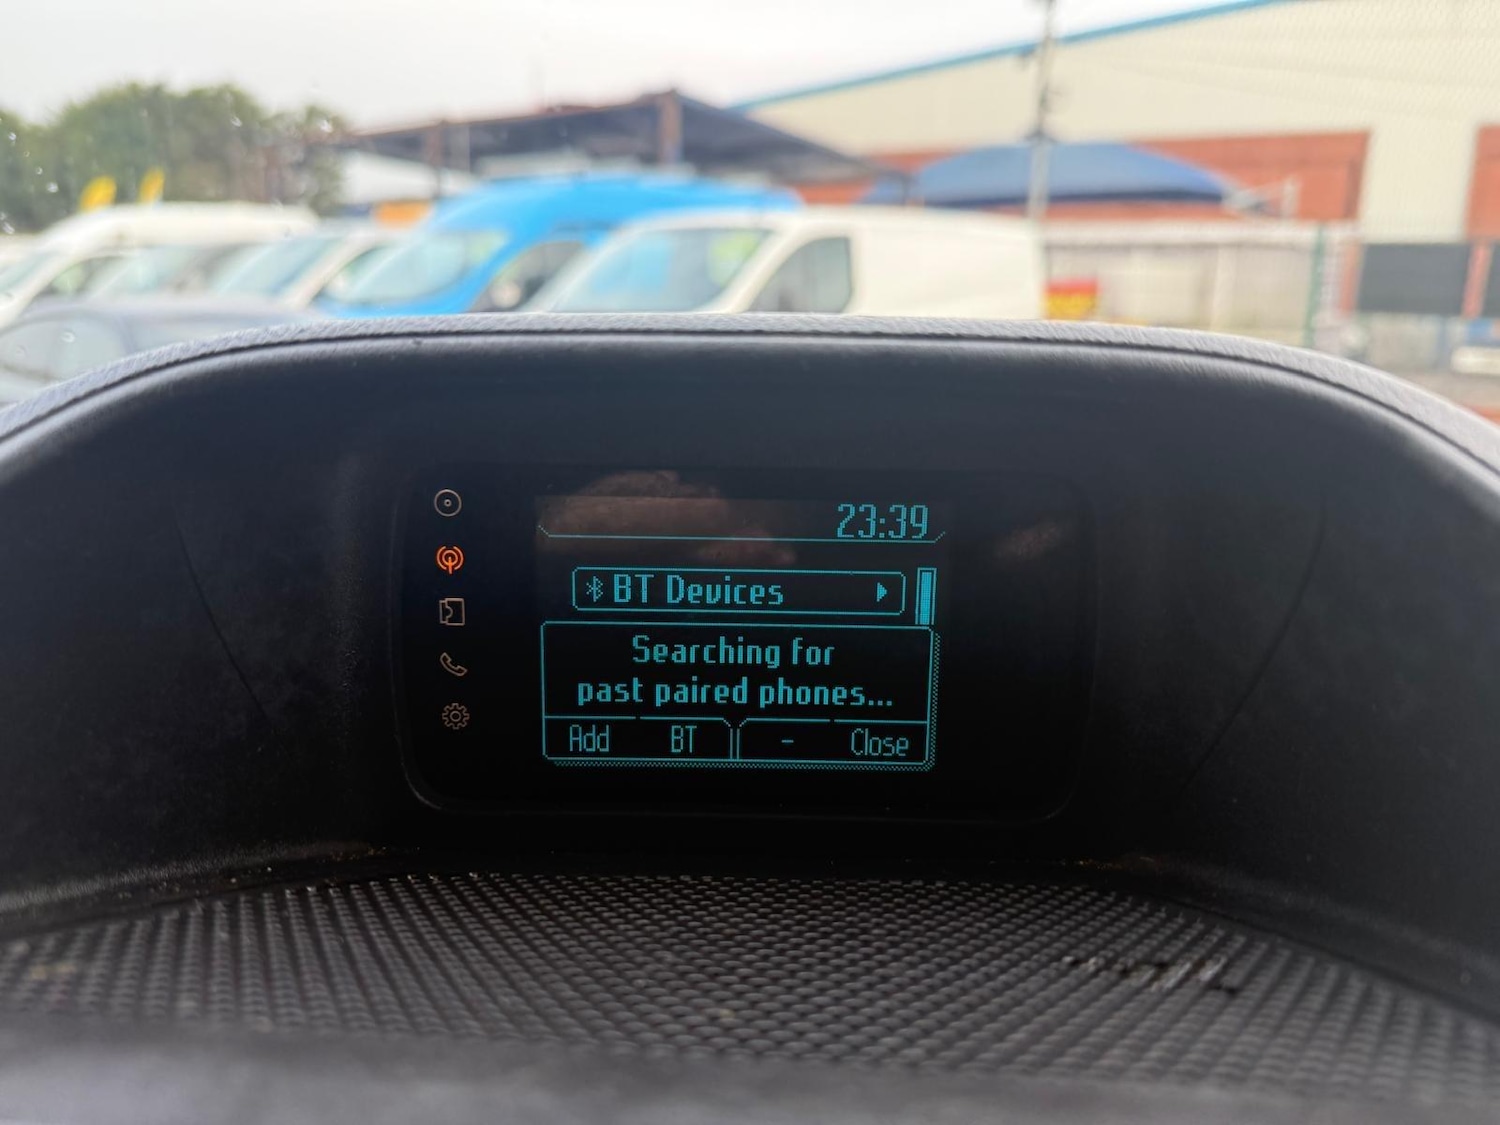 23:39
BT Devices
Searching for
past paired phones...
Add BT - Close